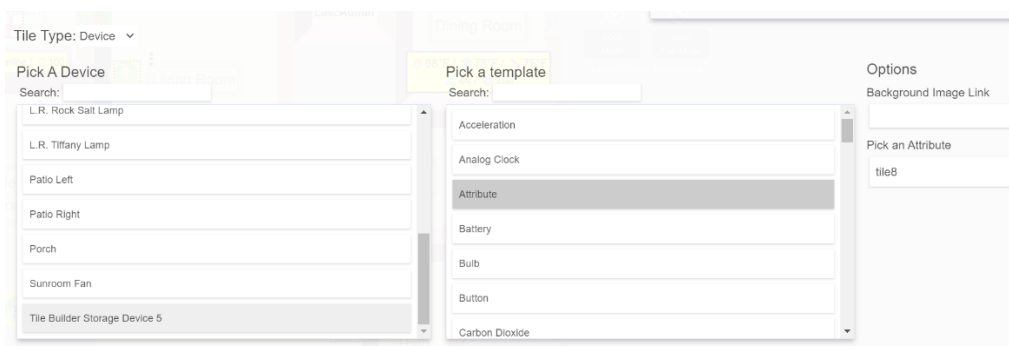 Tile Type: Device
Pick A Device
Search:
L.R. Rock Salt Lamp
L.R. Tiffany Lamp
Patio Left
Patio Right
Porch
Sunroom Fan
Tile Builder Storage Device 5
Pick a template
Search:
Acceleration
Analog Clock
Attribute
Battery
Bulb
Button
Carbon Dioxide
Options
Background Image Link
Pick an Attribute
tile8
Dining Room